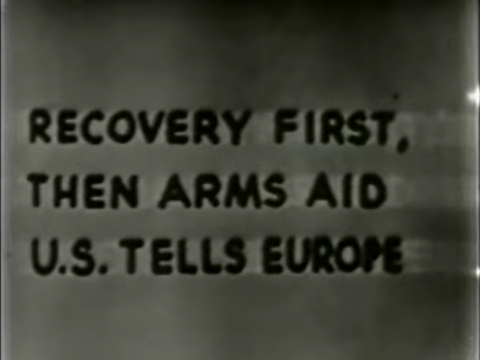 RECOVERY FIRST,
THEN ARMS AID
U.S. TELLS EUROPE